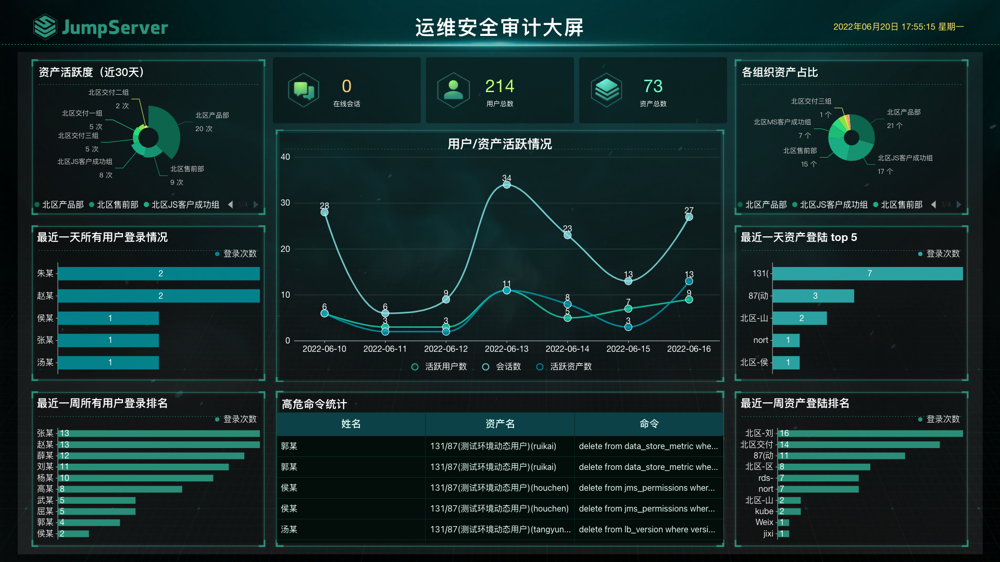 JumpServer
运维安全审计大屏
2022年06月20日 17:55:15 星期一
资产活跃度（近30天）
北区交付二组
2 次
北区交付一组
5 次
北区交付三组
5 次
北区JS客户成功组
8 次
北区产品部
20 次
北区售前部
9 次
北区产品部 北区售前部 北区JS客户成功组 1/4
0
在线会话
214
用户总数
73
资产总数
各组织资产占比
北区交付三组
1 个
北区MS客户成功组
7 个
北区售前部
15 个
北区产品部
21 个
北区JS客户成功组
17 个
北区产品部 北区JS客户成功组 北区售前部 1/4
用户/资产活跃情况
40
30
20
10
0
28 6 9 34 23 13 27
6 3 3 11 5 7 9
8 3 13
2022-06-10 2022-06-11 2022-06-12 2022-06-13 2022-06-14 2022-06-15 2022-06-16
活跃用户数 会话数 活跃资产数
最近一天所有用户登录情况
登录次数
朱某 2
赵某 2
侯某 1
张某 1
汤某 1
最近一天资产登陆 top 5
登录次数
131( 7
87(动 3
北区-山 2
nort 1
北区-侯 1
最近一周所有用户登录排名
登录次数
张某 13
赵某 13
薛某 12
刘某 11
杨某 10
高某 8
武某 5
屈某 5
郭某 4
侯某 2
高危命令统计
姓名 资产名 命令
郭某 131/87(测试环境动态用户)(ruikai) delete from data_store_metric whe...
郭某 131/87(测试环境动态用户)(ruikai) delete from data_store_metric whe...
侯某 131/87(测试环境动态用户)(houchen) delete from jms_permissions wher...
侯某 131/87(测试环境动态用户)(houchen) delete from jms_permissions wher...
汤某 131/87(测试环境动态用户)(tangyun... delete from lb_version where versi...
最近一周资产登陆排名
登录次数
北区-刘 16
北区交付 14
87(动 11
北区-区 8
rds- 7
nort 7
北区-山 2
kube 2
Weix 1
jixi 1